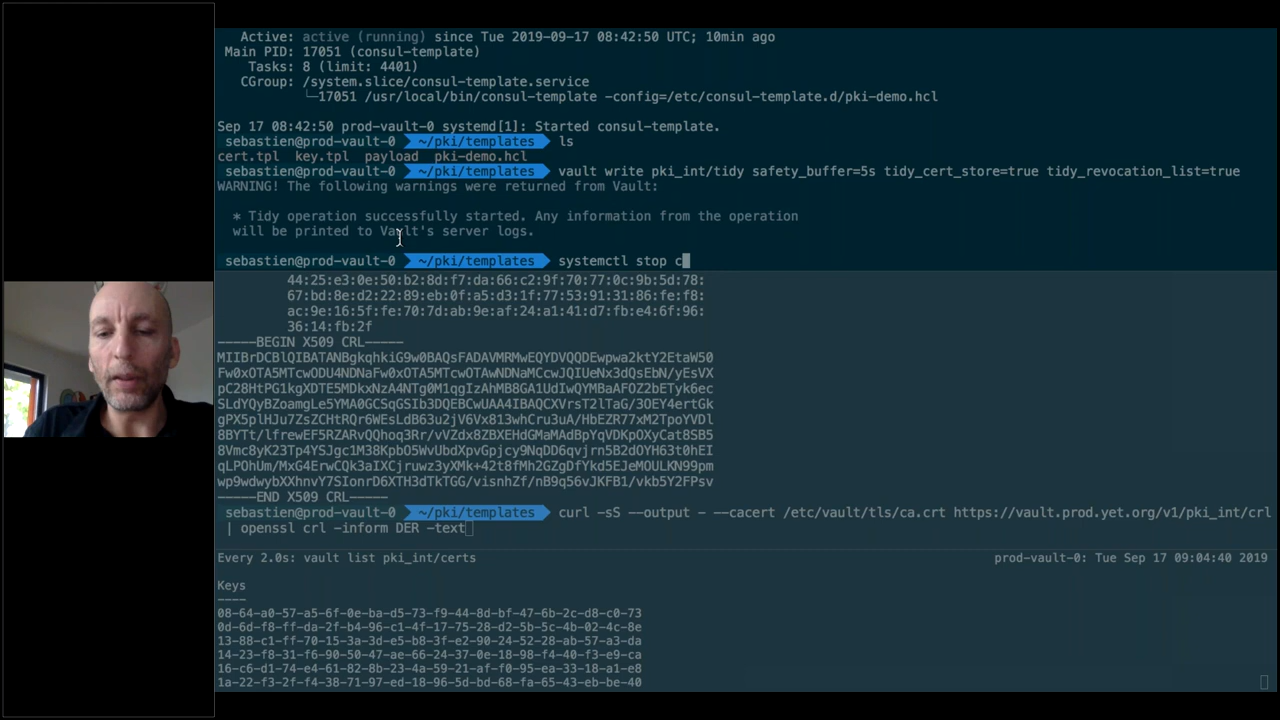 Active: active (running) since Tue 2019-09-17 08:42:50 UTC; 10min ago
Main PID: 17051 (consul-template)
Tasks: 8 (limit: 4401)
CGroup: /system.slice/consul-template.service
└─17051 /usr/local/bin/consul-template -config=/etc/consul-template.d/pki-demo.hcl
Sep 17 08:42:50 prod-vault-0 systemd[1]: Started consul-template.
sebastien@prod-vault-0 ~/pki/templates ls
cert.tpl key.tpl payload pki-demo.hcl
sebastien@prod-vault-0 ~/pki/templates vault write pki_int/tidy safety_buffer=5s tidy_cert_store=true tidy_revocation_list=true
WARNING! The following warnings were returned from Vault:
* Tidy operation successfully started. Any information from the operation
will be printed to Vault's server logs.
sebastien@prod-vault-0 ~/pki/templates systemctl stop c
44:25:e3:0e:50:b2:8d:f7:da:66:c2:9f:70:77:0c:9b:5d:78:
67:bd:8e:d2:22:89:eb:0f:a5:d3:1f:77:53:91:31:86:fe:f8:
ac:9e:16:5f:fe:70:7d:ab:9e:af:24:a1:41:d7:fb:e4:6f:96:
36:14:fb:2f
-----BEGIN X509 CRL-----
MIIBrDCBlQIBATANBgkqhkiG9w0BAQsFADAVMRMwEQYDVQQDEwpwa2ktY2EtaW50
Fw0xOTA5MTcwODU4NDNaFw0xOTA5MTcwOTAwNDNaMCcwJQIUeNx3dQsEbN/yEsVX
pC28HtPG1kgXDTE5MDkxNzA4NTg0M1qgIzAhMB8GA1UdIwQYMBaAFOZ2bETyk6ec
SLdYQyBZoamgLe5YMA0GCSqGSIb3DQEBCwUAA4IBAQCXVrsT2lTaG/3OEY4ertGk
gPX5plHJu7ZsZCHtRQr6WEsLdB63u2jV6Vx813whCru3uA/HbEZR77xM2TpoYVDl
8BYTt/lfrewEF5RZARvQQhoq3Rr/vVZdx8ZBXEHdGMaMAdBpYqVDKpOXyCat8SB5
8Vmc8yK23Tp4YSJgc1M38KpbO5WvUbdXpvGpjcy9NqDD6qvjrn5B2dOYH63t0hEI
qLPOhUm/MxG4ErwCQk3aIXCjruwz3yXMk+42t8fMh2GZgDfYkd5EJeMOULKN99pm
wp9wdwybXXhnvY7SIonrD6XTH3dTkTGG/visnhZf/nB9q56vJKFB1/vkb5Y2FPsv
-----END X509 CRL-----
sebastien@prod-vault-0 ~/pki/templates curl -sS --output - --cacert /etc/vault/tls/ca.crt https://vault.prod.yet.org/v1/pki_int/crl
| openssl crl -inform DER -text
Every 2.0s: vault list pki_int/certs prod-vault-0: Tue Sep 17 09:04:40 2019
Keys
----
08-64-a0-57-a5-6f-0e-ba-d5-73-f9-44-8d-bf-47-6b-2c-d8-c0-73
0d-6d-f8-ff-da-2f-b4-96-c1-4f-17-75-28-d2-5b-5c-4b-02-4c-8e
13-88-c1-ff-70-15-3a-3d-e5-b8-3f-e2-90-24-52-28-ab-57-a3-da
14-23-f8-31-f6-90-50-47-ae-66-24-37-0e-18-98-f4-40-f3-e9-ca
16-c6-d1-74-e4-61-82-8b-23-4a-59-21-af-f0-95-ea-33-18-a1-e8
1a-22-f3-2f-f4-38-71-97-ed-18-96-5d-bd-68-fa-65-43-eb-be-40